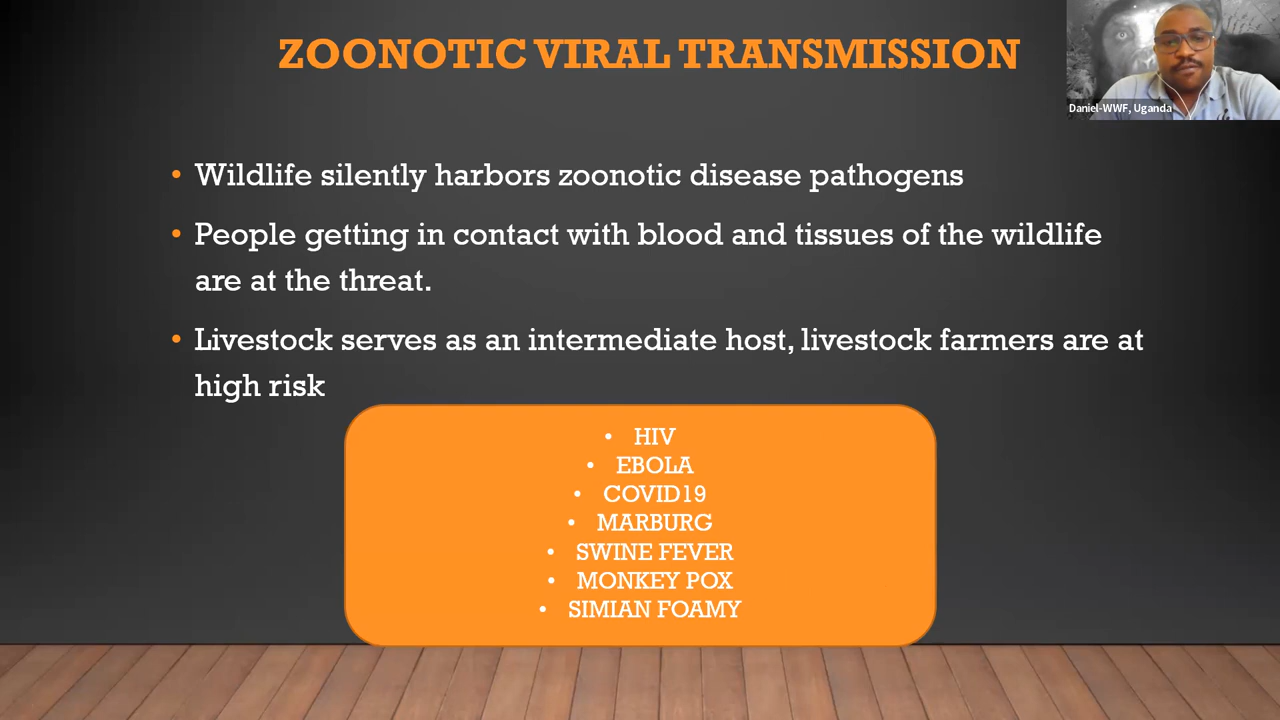 ZOONOTIC VIRAL TRANSMISSION
Daniel-WWF, Uganda
• Wildlife silently harbors zoonotic disease pathogens
• People getting in contact with blood and tissues of the wildlife
are at the threat.
• Livestock serves as an intermediate host, livestock farmers are at
high risk
• HIV
• EBOLA
• COVID19
• MARBURG
• SWINE FEVER
• MONKEY POX
• SIMIAN FOAMY